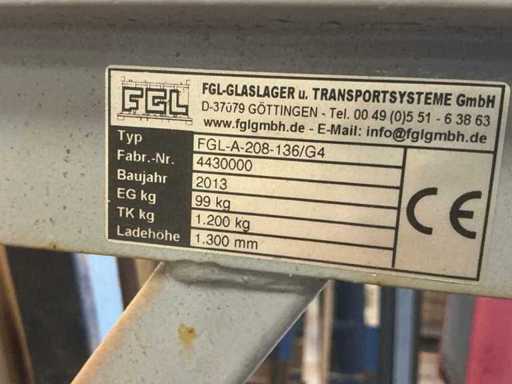 FGL
FGL-GLASLAGER u. TRANSPORTSYSTEME GmbH
D-37079 GÖTTINGEN - Tel. 00 49 (0)5 51 - 6 38 63
www.fglgmbh.de - E-Mail: info@fglgmbh.de
Typ FGL-A-208-136/G4
Fabr.-Nr. 4430000
Baujahr 2013
EG kg 99 kg
TK kg 1.200 kg
Ladehöhe 1.300 mm
CE